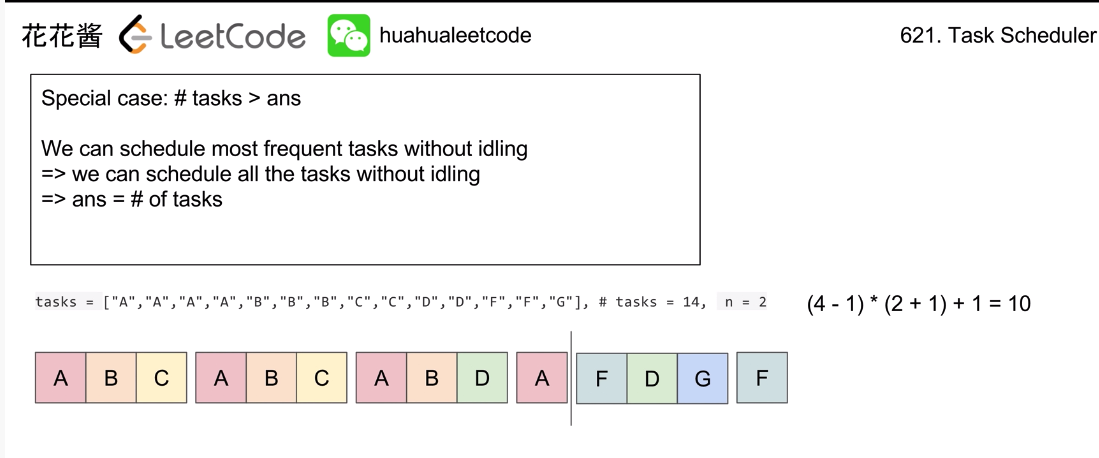 花花酱 LeetCode huahualeetcode 621. Task Scheduler
Special case: # tasks > ans
We can schedule most frequent tasks without idling
=> we can schedule all the tasks without idling
=> ans = # of tasks
tasks = ["A","A","A","A","B","B","B","C","C","D","D","F","F","G"], # tasks = 14, n = 2 (4 - 1) * (2 + 1) + 1 = 10
A B C A B C A B D A F D G F